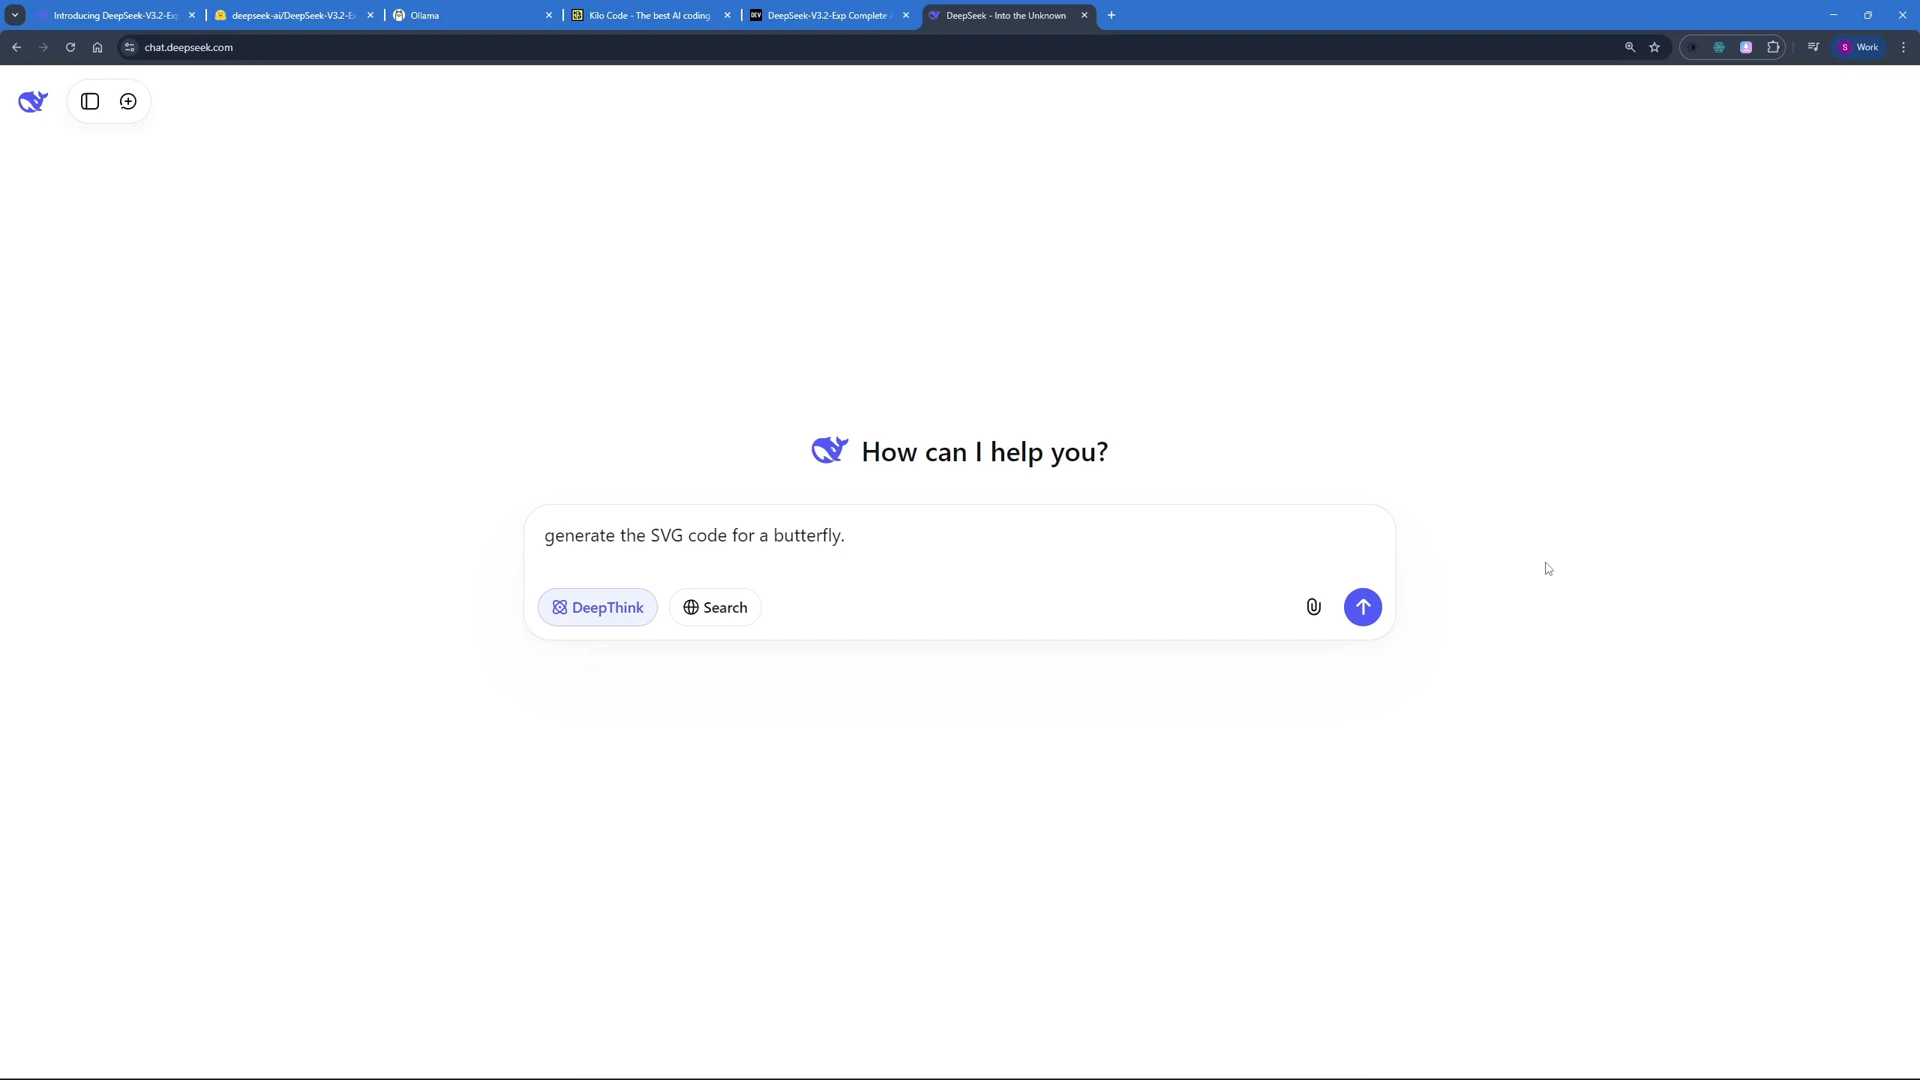 Introducing DeepSeek-V3.2-Exp
deepseek-ai/DeepSeek-V3.2-E
Ollama
Kilo Code - The best AI coding
DEV
DeepSeek-V3.2-Exp Complete
DeepSeek - Into the Unknown
chat.deepseek.com
S
Work
How can I help you?
generate the SVG code for a butterfly.
DeepThink
Search